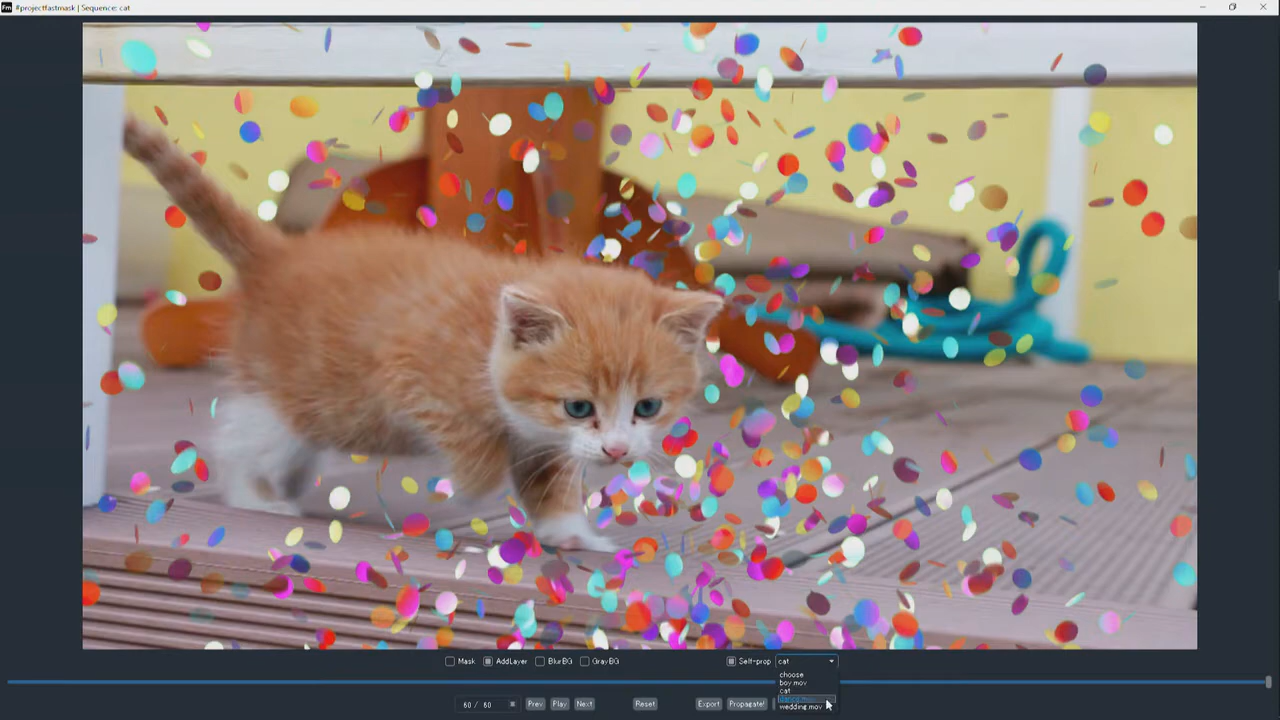 Fm #projectfastmask | Sequence: cat
Mask AddLayer BlurBG GrayBG Self-prop cat
choose
boy.mov
cat
wedding.mov
60 / 60 Prev Play Next Reset Export Propagate!